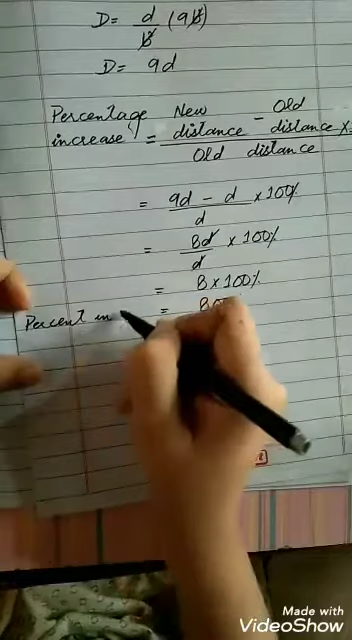 D = d/b (9b)
D = 9d
Percentage increase = New distance - Old distance / Old distance ×
= 9d - d / d × 100%
= 8d / d × 100%
= 8 × 100%
Percent in =
Made with
VideoShow